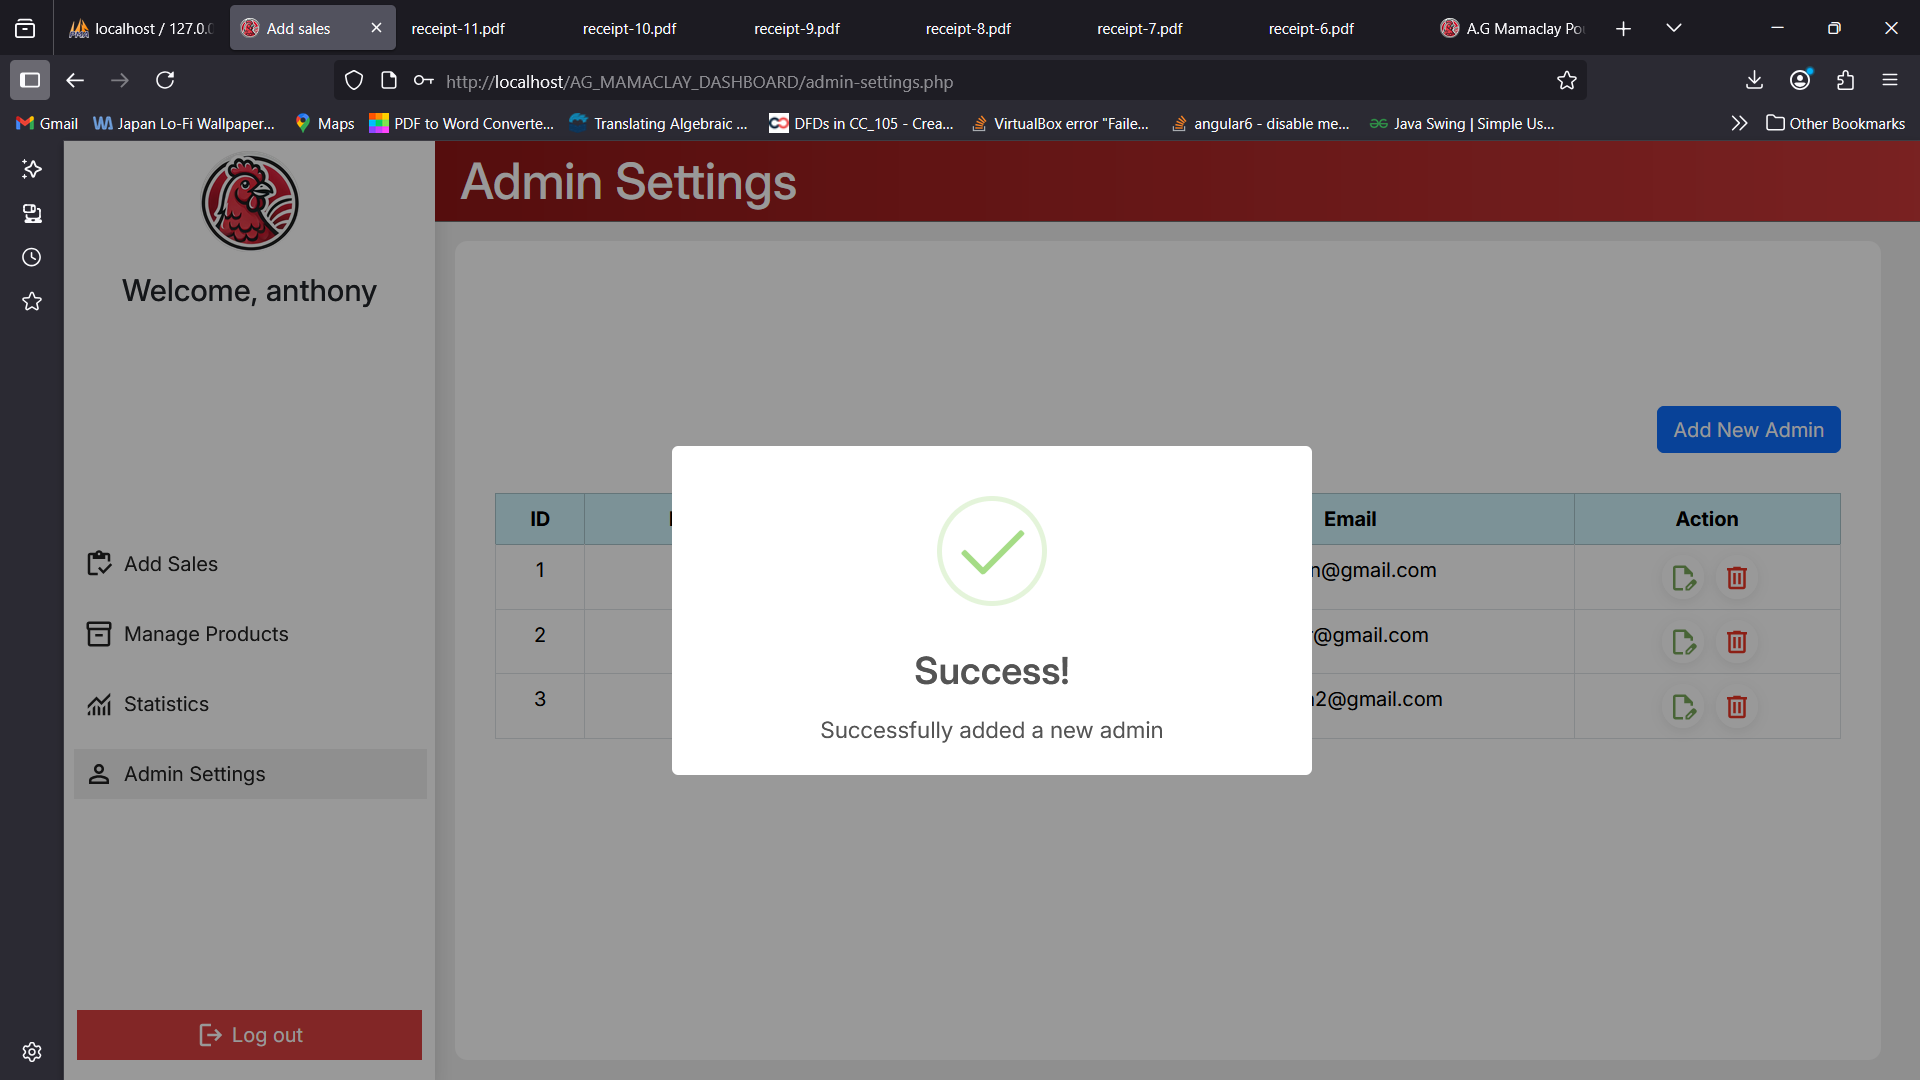 localhost / 127.0.0
Add sales
receipt-11.pdf
receipt-10.pdf
receipt-9.pdf
receipt-8.pdf
receipt-7.pdf
receipt-6.pdf
A.G Mamaclay Po
http://localhost/AG_MAMACLAY_DASHBOARD/admin-settings.php
Gmail
Japan Lo-Fi Wallpaper...
Maps
PDF to Word Converte...
Translating Algebraic ...
DFDs in CC_105 - Crea...
VirtualBox error "Faile...
angular6 - disable me...
Java Swing | Simple Us...
Other Bookmarks
Admin Settings
Welcome, anthony
Add New Admin
ID Email Action
1 n@gmail.com
2 r@gmail.com
3 2@gmail.com
Success!
Successfully added a new admin
Add Sales
Manage Products
Statistics
Admin Settings
Log out